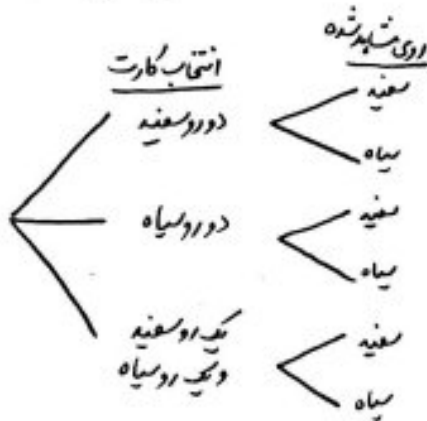 انتخاب کارت
روی مشاهده شده
دو رو سفید
سفید
سیاه
دو رو سیاه
سفید
سیاه
یک رو سفید
و یک رو سیاه
سفید
سیاه